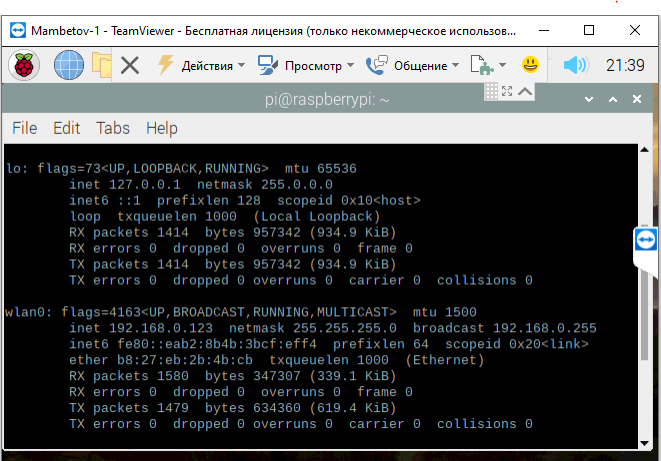 Mambetov-1 - TeamViewer - Бесплатная лицензия (только некоммерческое использов...
Действия Просмотр Общение 21:39
pi@raspberrypi: ~
File Edit Tabs Help
lo: flags=73<UP,LOOPBACK,RUNNING>  mtu 65536
        inet 127.0.0.1  netmask 255.0.0.0
        inet6 ::1  prefixlen 128  scopeid 0x10<host>
        loop  txqueuelen 1000  (Local Loopback)
        RX packets 1414  bytes 957342 (934.9 KiB)
        RX errors 0  dropped 0  overruns 0  frame 0
        TX packets 1414  bytes 957342 (934.9 KiB)
        TX errors 0  dropped 0 overruns 0  carrier 0  collisions 0
wlan0: flags=4163<UP,BROADCAST,RUNNING,MULTICAST>  mtu 1500
        inet 192.168.0.123  netmask 255.255.255.0  broadcast 192.168.0.255
        inet6 fe80::eab2:8b4b:3bcf:eff4  prefixlen 64  scopeid 0x20<link>
        ether b8:27:eb:2b:4b:cb  txqueuelen 1000  (Ethernet)
        RX packets 1580  bytes 347307 (339.1 KiB)
        RX errors 0  dropped 0  overruns 0  frame 0
        TX packets 1479  bytes 634360 (619.4 KiB)
        TX errors 0  dropped 0 overruns 0  carrier 0  collisions 0